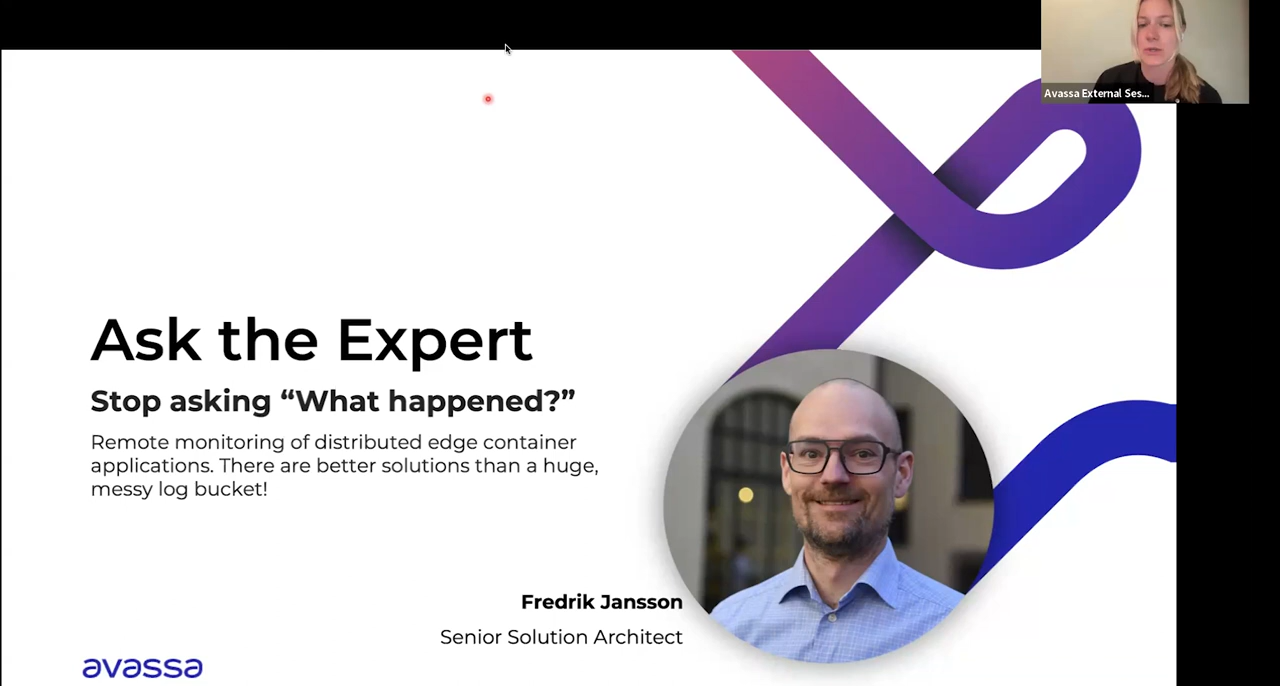 Avassa External Ses...
Ask the Expert
Stop asking “What happened?”
Remote monitoring of distributed edge container
applications. There are better solutions than a huge,
messy log bucket!
Fredrik Jansson
Senior Solution Architect
avassa